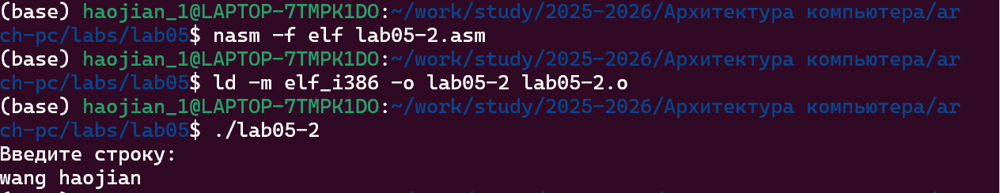 (base) haojian_1@LAPTOP-7TMPK1DO:~/work/study/2025-2026/Архитектура компьютера/ar
ch-pc/labs/lab05$ nasm -f elf lab05-2.asm
(base) haojian_1@LAPTOP-7TMPK1DO:~/work/study/2025-2026/Архитектура компьютера/ar
ch-pc/labs/lab05$ ld -m elf_i386 -o lab05-2 lab05-2.o
(base) haojian_1@LAPTOP-7TMPK1DO:~/work/study/2025-2026/Архитектура компьютера/ar
ch-pc/labs/lab05$ ./lab05-2
Введите строку:
wang haojian